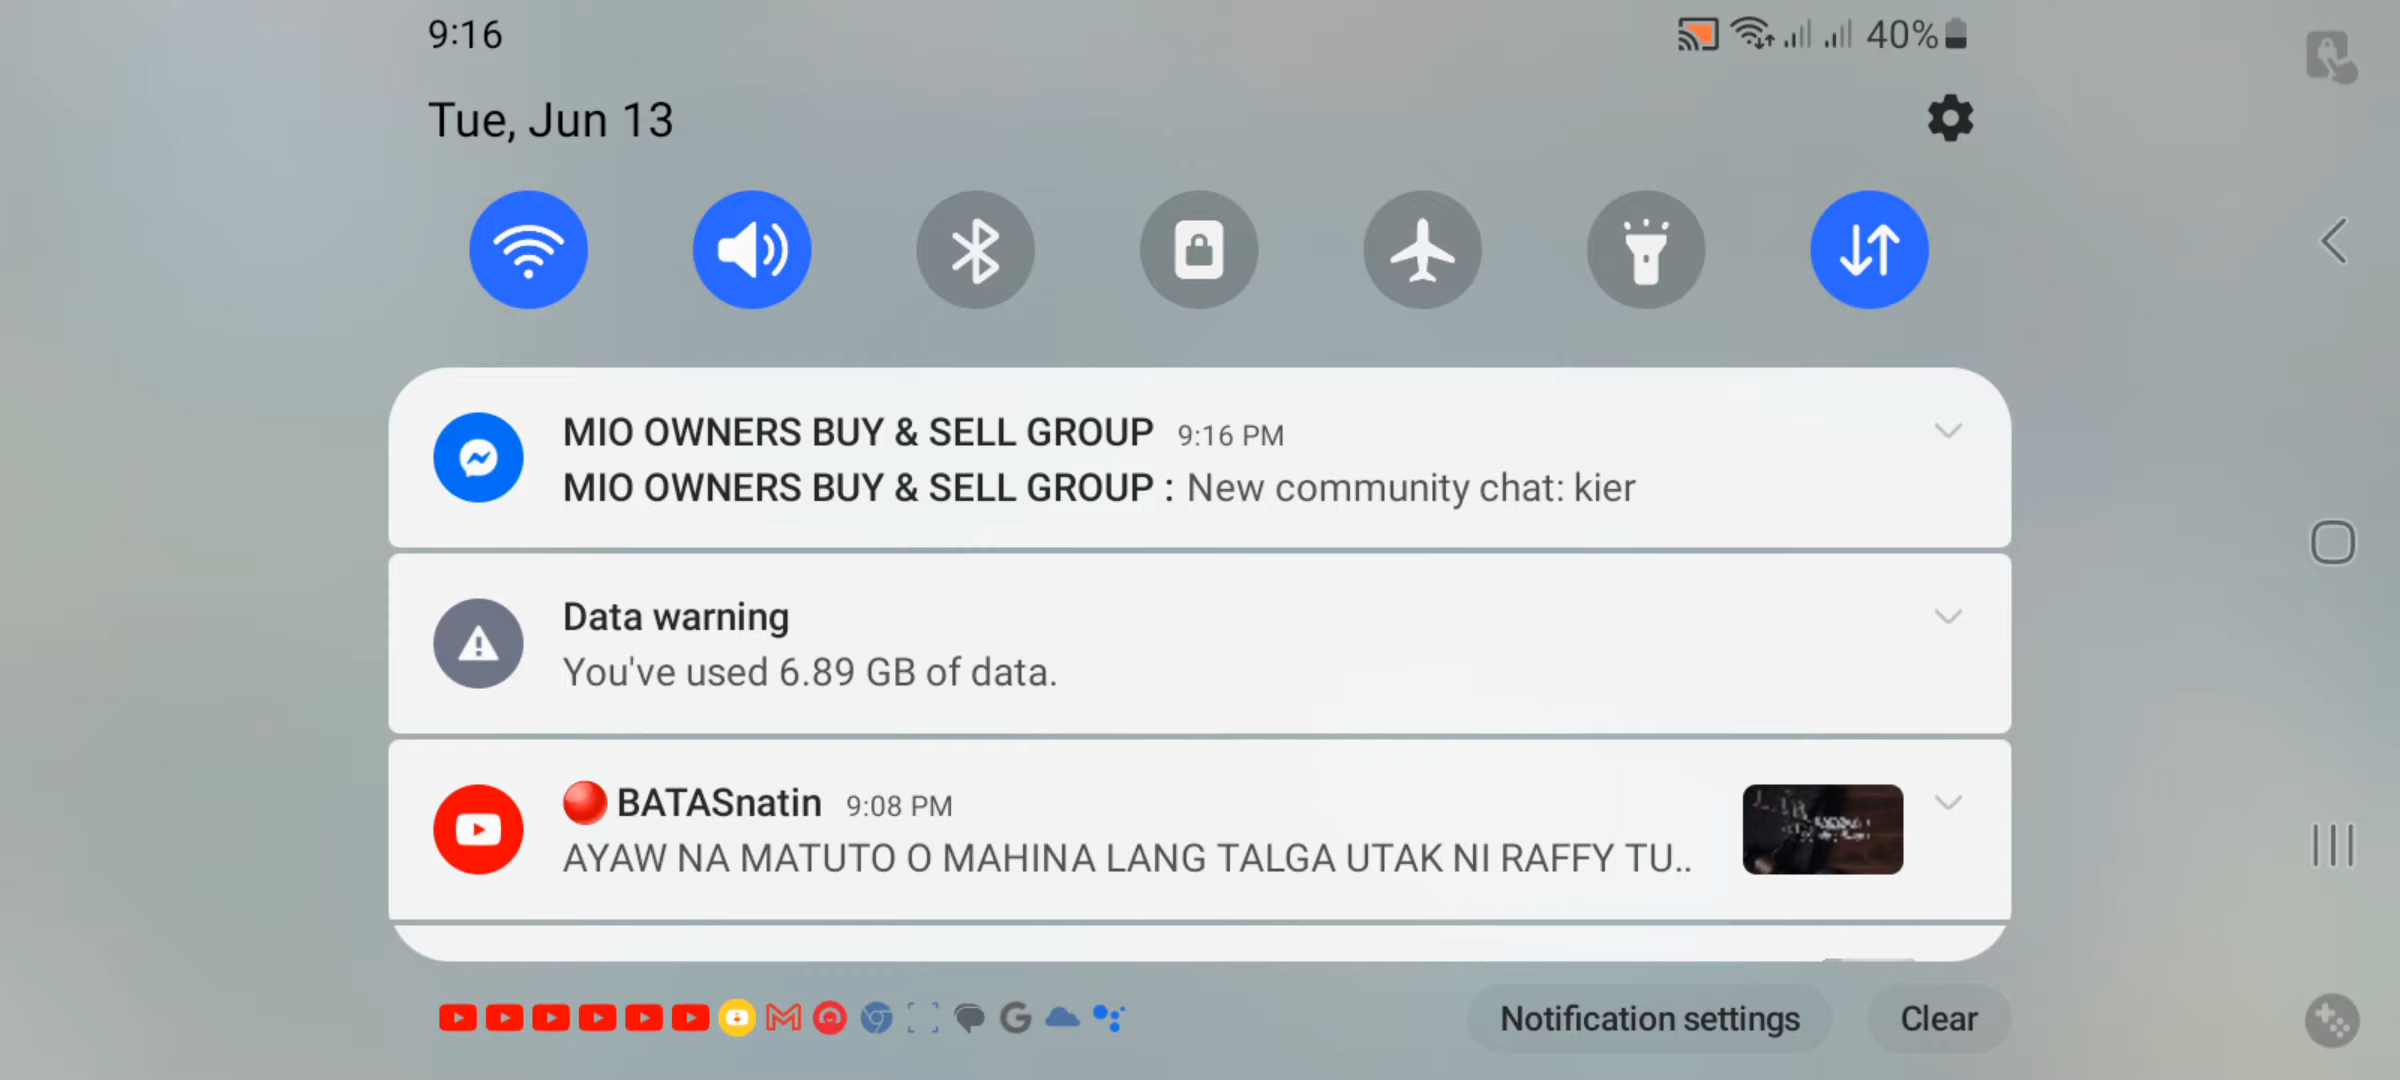 9:16
40%
Tue, Jun 13
MIO OWNERS BUY & SELL GROUP 9:16 PM
MIO OWNERS BUY & SELL GROUP : New community chat: kier
Data warning
You've used 6.89 GB of data.
BATASnatin 9:08 PM
AYAW NA MATUTO O MAHINA LANG TALGA UTAK NI RAFFY TU..
Notification settings
Clear